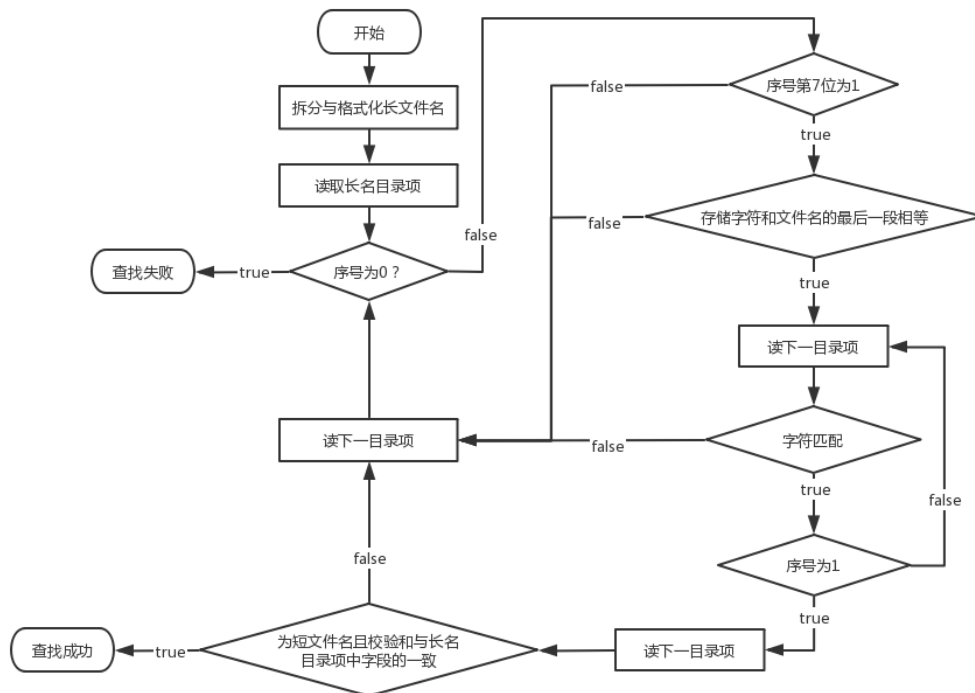 开始
拆分与格式化长文件名
读取长名目录项
序号为0？
true
查找失败
false
序号第7位为1
false
true
存储字符和文件名的最后一段相等
false
true
读下一目录项
字符匹配
false
读下一目录项
true
false
序号为1
true
读下一目录项
false
为短文件名且校验和与长名
目录项中字段的一致
true
查找成功